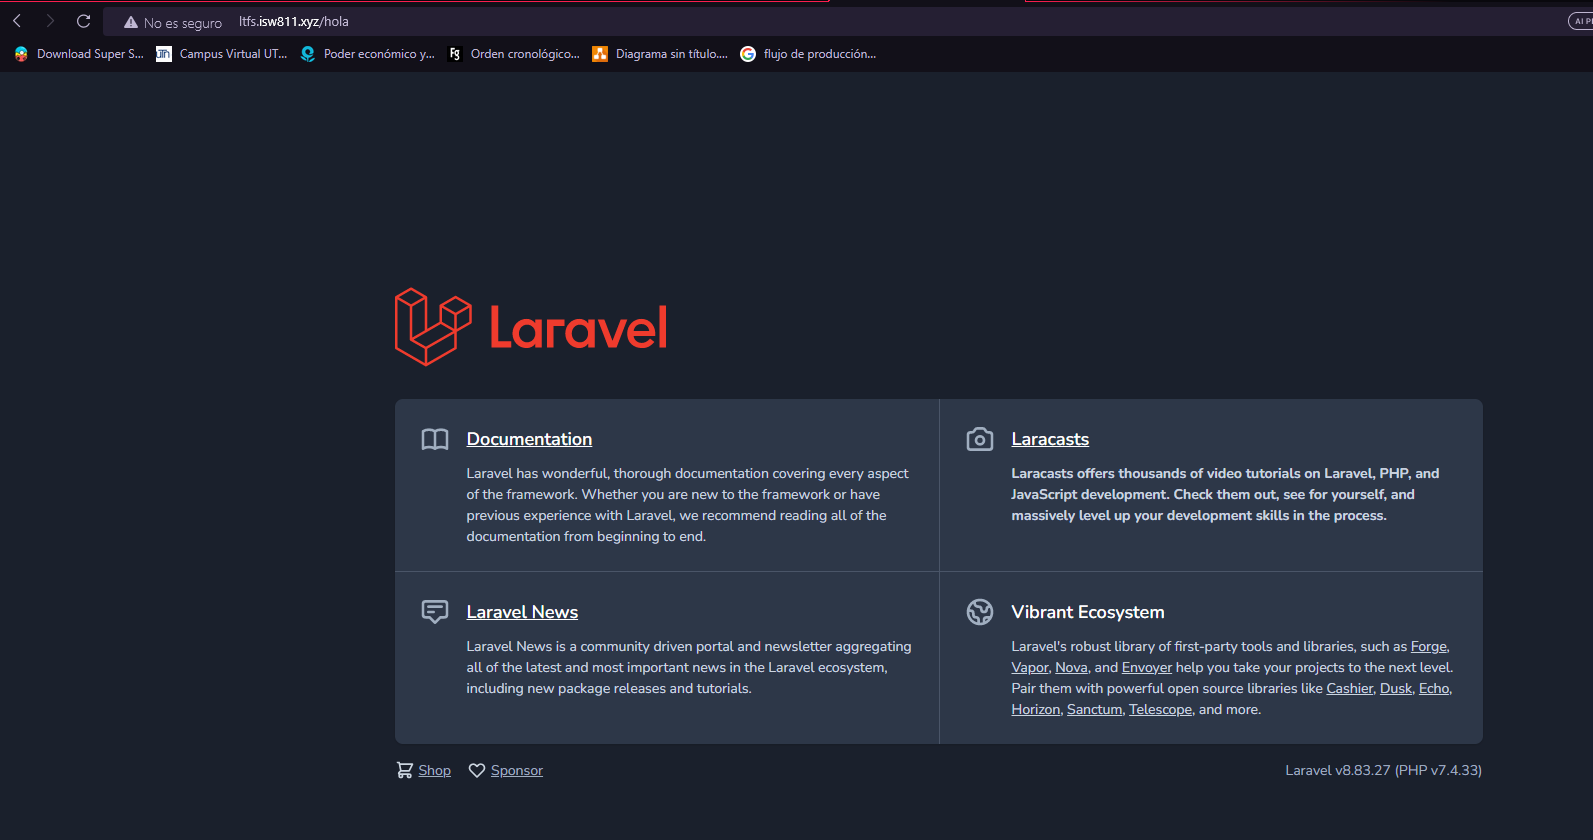 No es seguro ltfs.isw811.xyz/hola
Download Super S... Campus Virtual UT... Poder económico y... Orden cronológico... Diagrama sin título.... flujo de producción...
Laravel
Documentation
Laravel has wonderful, thorough documentation covering every aspect
of the framework. Whether you are new to the framework or have
previous experience with Laravel, we recommend reading all of the
documentation from beginning to end.
Laracasts
Laracasts offers thousands of video tutorials on Laravel, PHP, and
JavaScript development. Check them out, see for yourself, and
massively level up your development skills in the process.
Laravel News
Laravel News is a community driven portal and newsletter aggregating
all of the latest and most important news in the Laravel ecosystem,
including new package releases and tutorials.
Vibrant Ecosystem
Laravel's robust library of first-party tools and libraries, such as Forge,
Vapor, Nova, and Envoyer help you take your projects to the next level.
Pair them with powerful open source libraries like Cashier, Dusk, Echo,
Horizon, Sanctum, Telescope, and more.
Shop Sponsor
Laravel v8.83.27 (PHP v7.4.33)